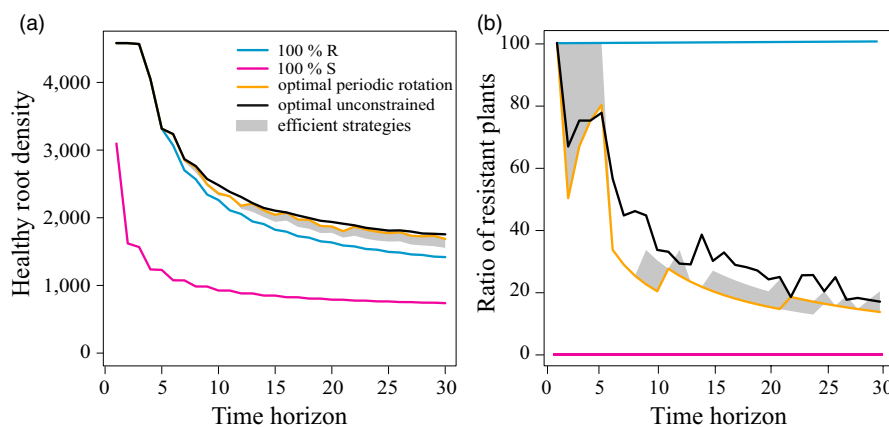 (a)
Healthy root density
4,000
3,000
2,000
1,000
0
100 % R
100 % S
optimal periodic rotation
optimal unconstrained
efficient strategies
0 5 10 15 20 25 30
Time horizon
(b)
Ratio of resistant plants
100
80
60
40
20
0
0 5 10 15 20 25 30
Time horizon